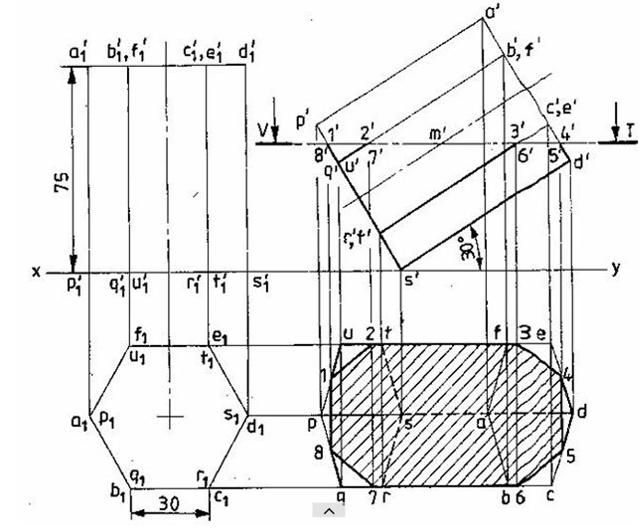 a'
a₁' b₁', f₁' c₁', e₁' d₁' b', f'
p' c', e'
V 1' 2' m' 3' 4' T
8' q' u' 7' 6' 5' d'
75
r', t' 30°
x p₁' q₁' u₁' r₁' t₁' s₁' s' y
f₁ e₁ u 2 t f 3 e
u₁ t₁
1 4
a₁ p₁ s₁ d₁ p s a d
8 5
q₁ r₁
b₁ c₁ q 7 r b 6 c
30